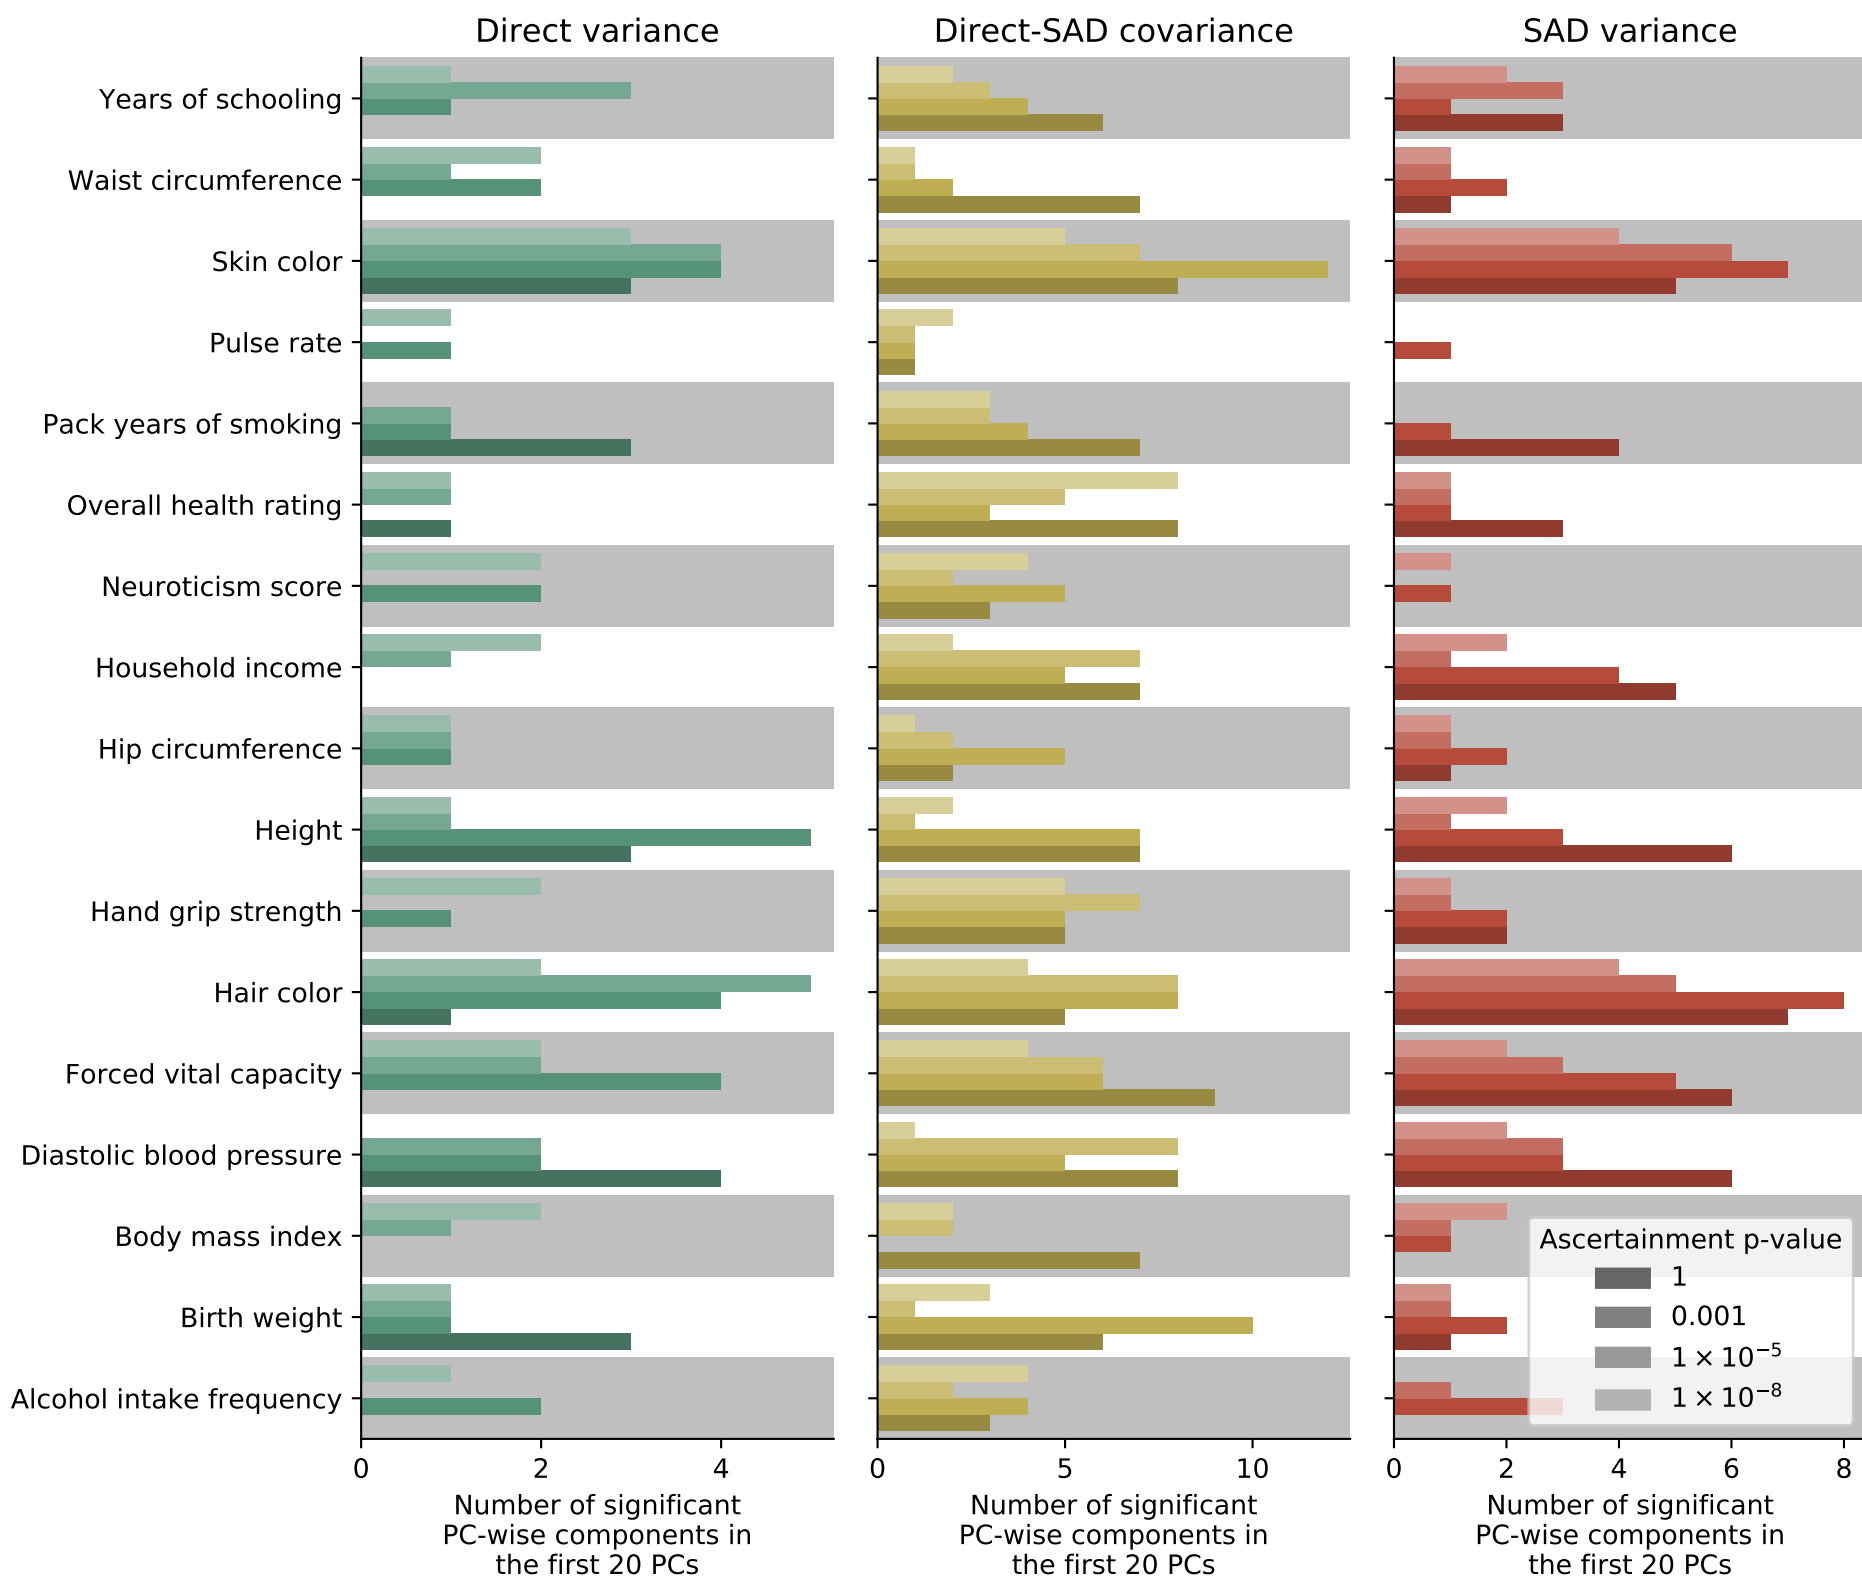 Direct variance
Direct-SAD covariance
SAD variance
Years of schooling
Waist circumference
Skin color
Pulse rate
Pack years of smoking
Overall health rating
Neuroticism score
Household income
Hip circumference
Height
Hand grip strength
Hair color
Forced vital capacity
Diastolic blood pressure
Body mass index
Birth weight
Alcohol intake frequency
Ascertainment p-value
1
0.001
1 × 10⁻⁵
1 × 10⁻⁸
0 2 4
0 5 10
0 2 4 6 8
Number of significant
PC-wise components in
the first 20 PCs
Number of significant
PC-wise components in
the first 20 PCs
Number of significant
PC-wise components in
the first 20 PCs